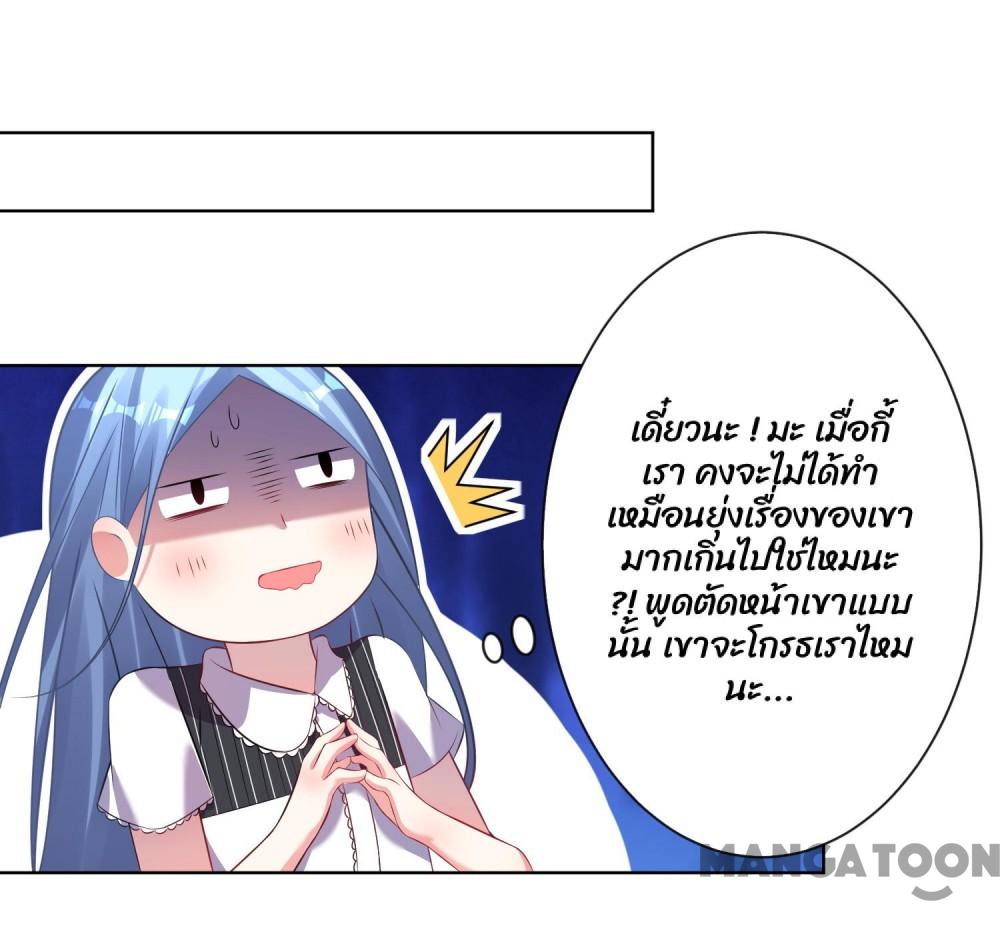 เดี๋ยวนะ ! มะ เมื่อกี้
เรา คงจะไม่ได้ทำ
เหมือนยุ่งเรื่องของเขา
มากเกินไปใช่ไหมนะ
?! พูดตัดหน้าเขาแบบ
นั้น เขาจะโกรธเราไหม
นะ...
MANGATOON